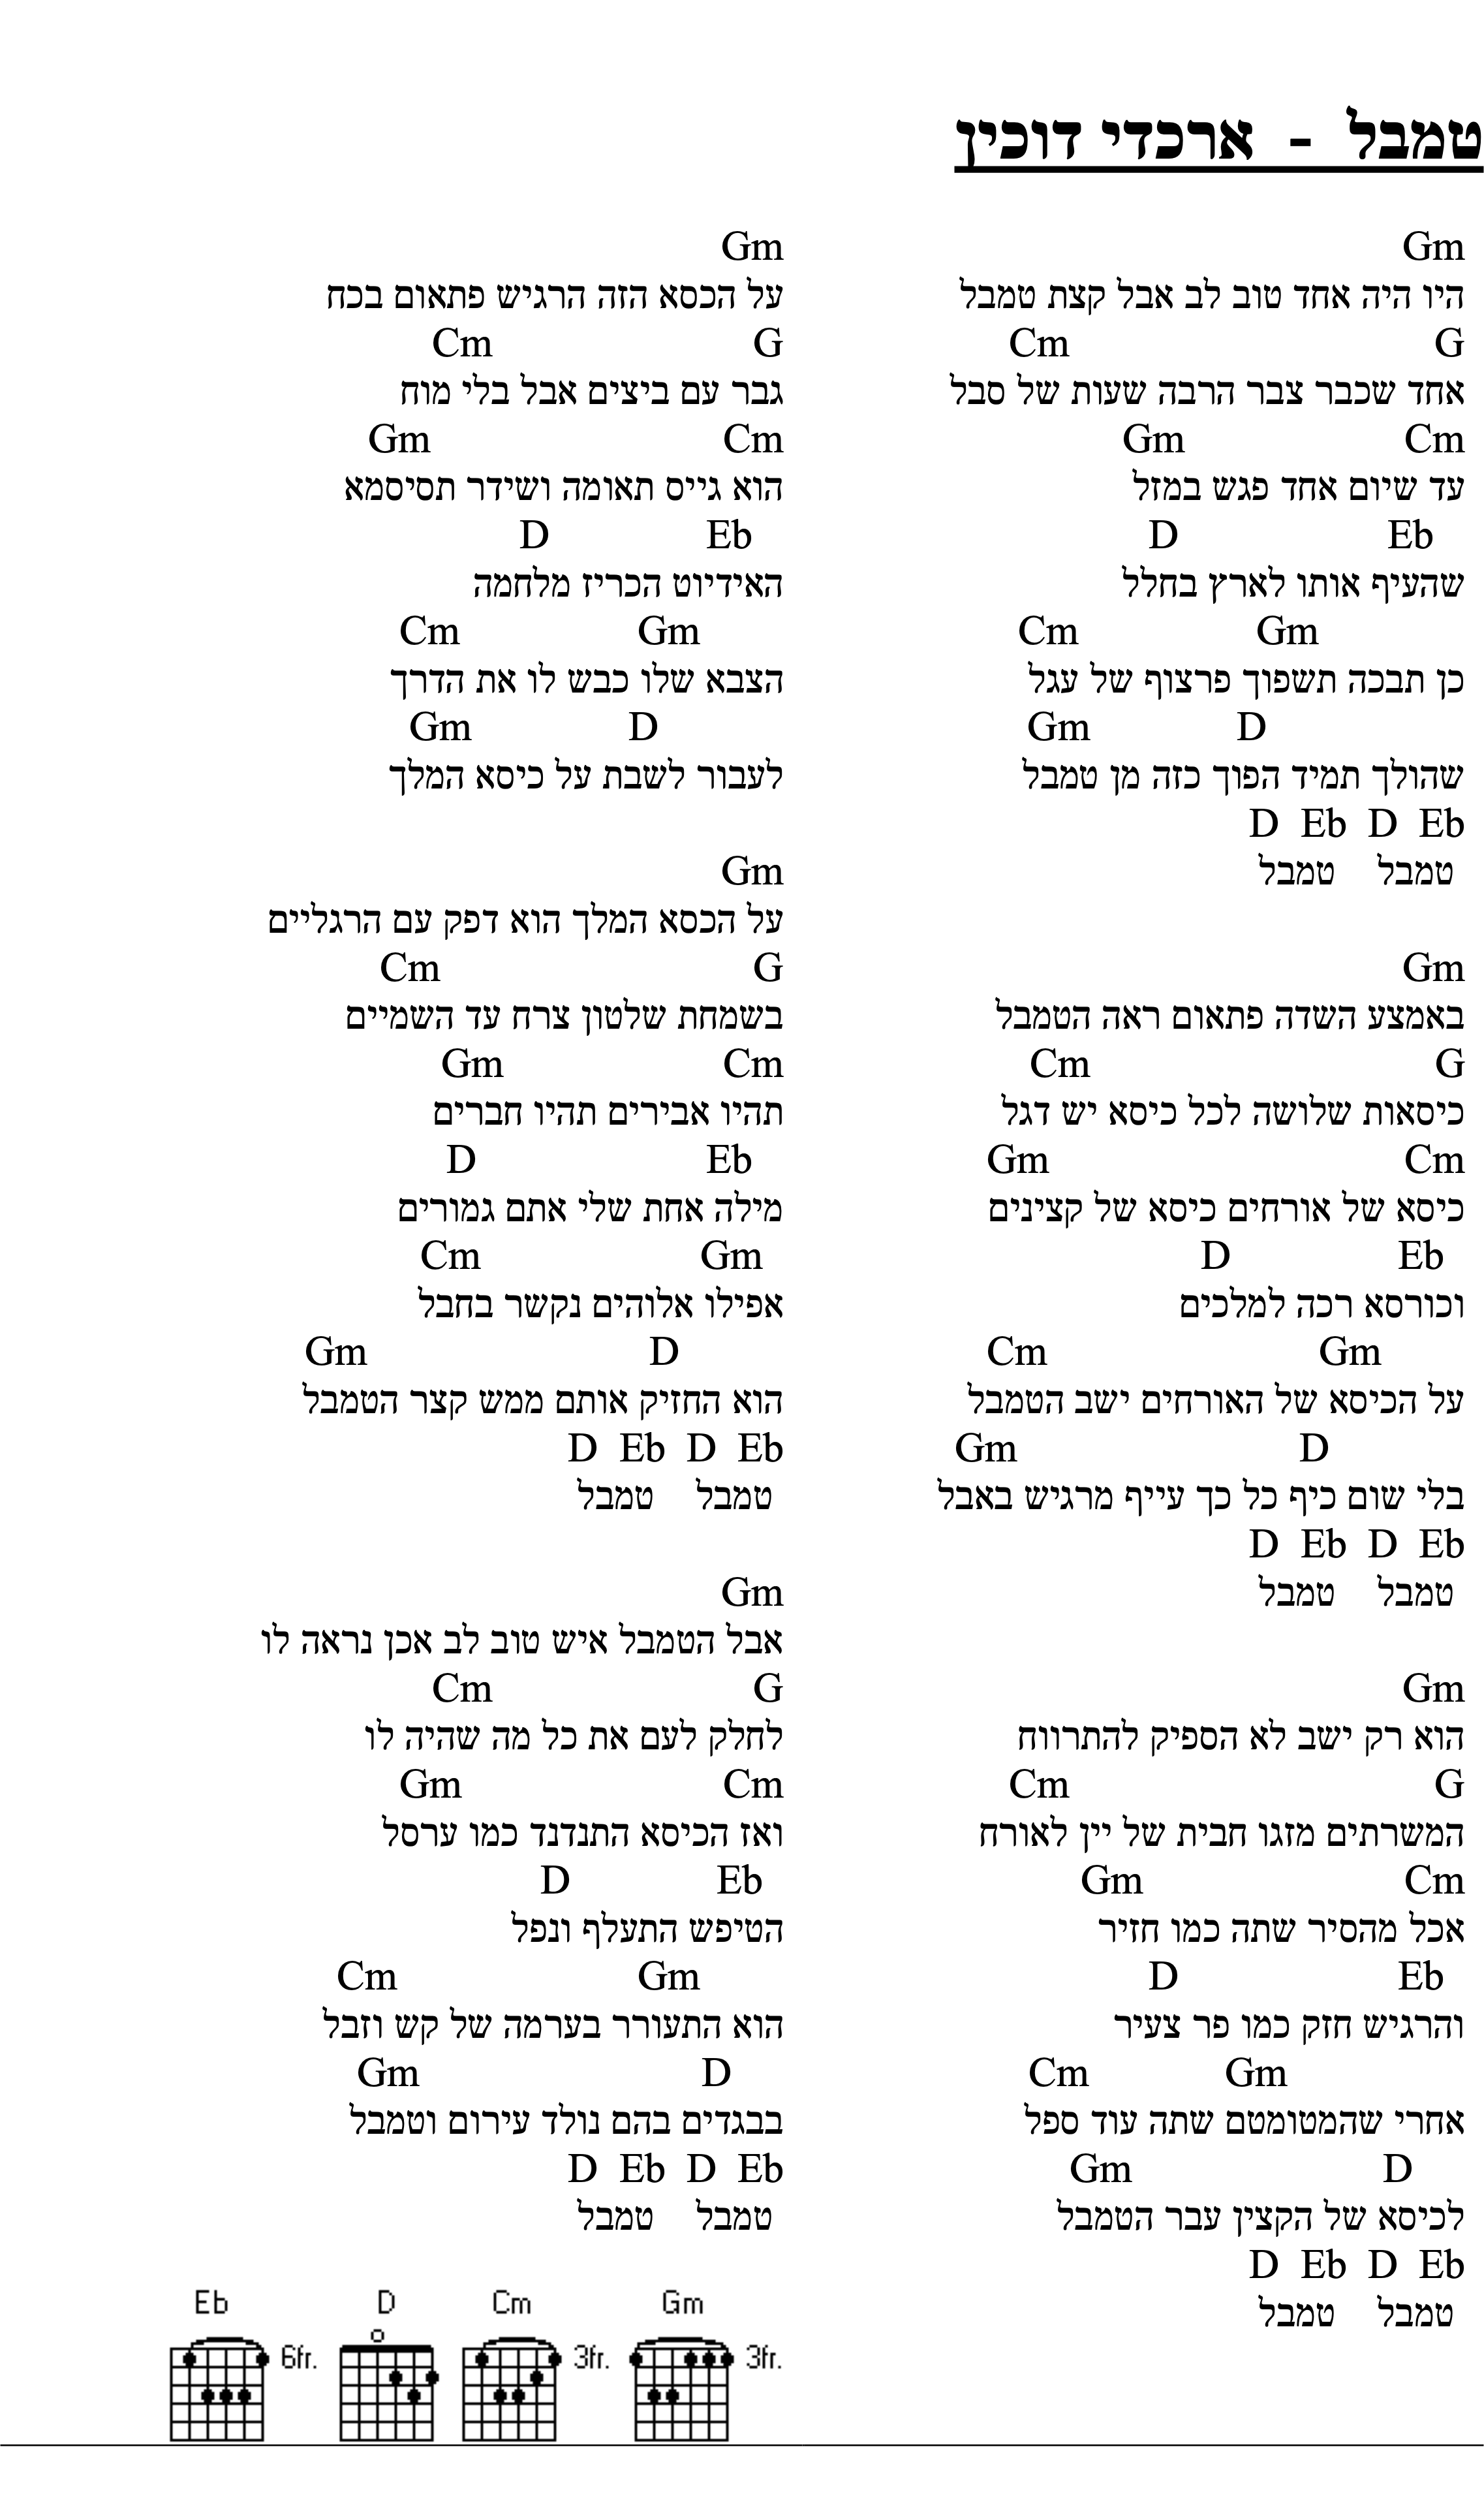 טמבל - ארכדי דוכין
Gm
היו היה אחד טוב לב אבל קצת טמבל
G Cm
אחד שכבר צבר הרבה שעות של סבל
Cm Gm
עד שיום אחד פגש במזל
Eb D
שהעיף אותו לארץ בחלל
Gm Cm
כן תבכה תשפוך פרצוף של עגל
D Gm
שהולך תמיד הפוך כזה מן טמבל
Eb D Eb D
טמבל טמבל
Gm
באמצע השדה פתאום ראה הטמבל
G Cm
כיסאות שלושה לכל כיסא יש דגל
Cm Gm
כיסא של אורחים כיסא של קצינים
Eb D
וכורסא רכה למלכים
Gm Cm
על הכיסא של האורחים ישב הטמבל
D Gm
בלי שום כיף כל כך עייף מרגיש באבל
Eb D Eb D
טמבל טמבל
Gm
הוא רק ישב לא הספיק להתרווח
G Cm
המשרתים מזגו חבית של יין לאורח
Cm Gm
אכל מהסיר שתה כמו חזיר
Eb D
והרגיש חזק כמו פר צעיר
Gm Cm
אחרי שהמטומטם שתה עוד ספל
D Gm
לכיסא של הקצין עבר הטמבל
Eb D Eb D
טמבל טמבל
Gm
על הכסא הזה הרגיש פתאום בכח
G Cm
גבר עם ביצים אבל בלי מוח
Cm Gm
הוא גייס תאומה ושידר תסיסמא
Eb D
האידיוט הכריז מלחמה
Gm Cm
הצבא שלו כבש לו את הדרך
D Gm
לעבור לשבת על כיסא המלך
Gm
על הכסא המלך הוא דפק עם הרגליים
G Cm
בשמחת שלטון צרח עד השמיים
Cm Gm
תהיו אבירים תהיו חברים
Eb D
מילה אחת שלי אתם גמורים
Gm Cm
אפילו אלוהים נקשר בחבל
D Gm
הוא החזיק אותם ממש קצר הטמבל
Eb D Eb D
טמבל טמבל
Gm
אבל הטמבל איש טוב לב אכן נראה לו
G Cm
לחלק לעם את כל מה שהיה לו
Cm Gm
ואז הכיסא התנדנד כמו ערסל
Eb D
הטיפש התעלף ונפל
Gm Cm
הוא התעורר בערמה של קש וזבל
D Gm
בבגדים בהם נולד עירום וטמבל
Eb D Eb D
טמבל טמבל
Eb D Cm Gm
6fr. 3fr. 3fr.